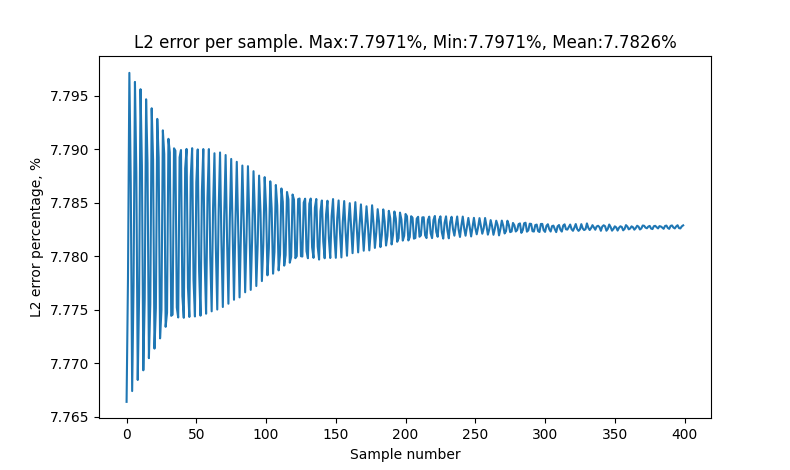 L2 error per sample. Max:7.7971%, Min:7.7971%, Mean:7.7826%
L2 error percentage, %
7.795
7.790
7.785
7.780
7.775
7.770
7.765
0 50 100 150 200 250 300 350 400
Sample number